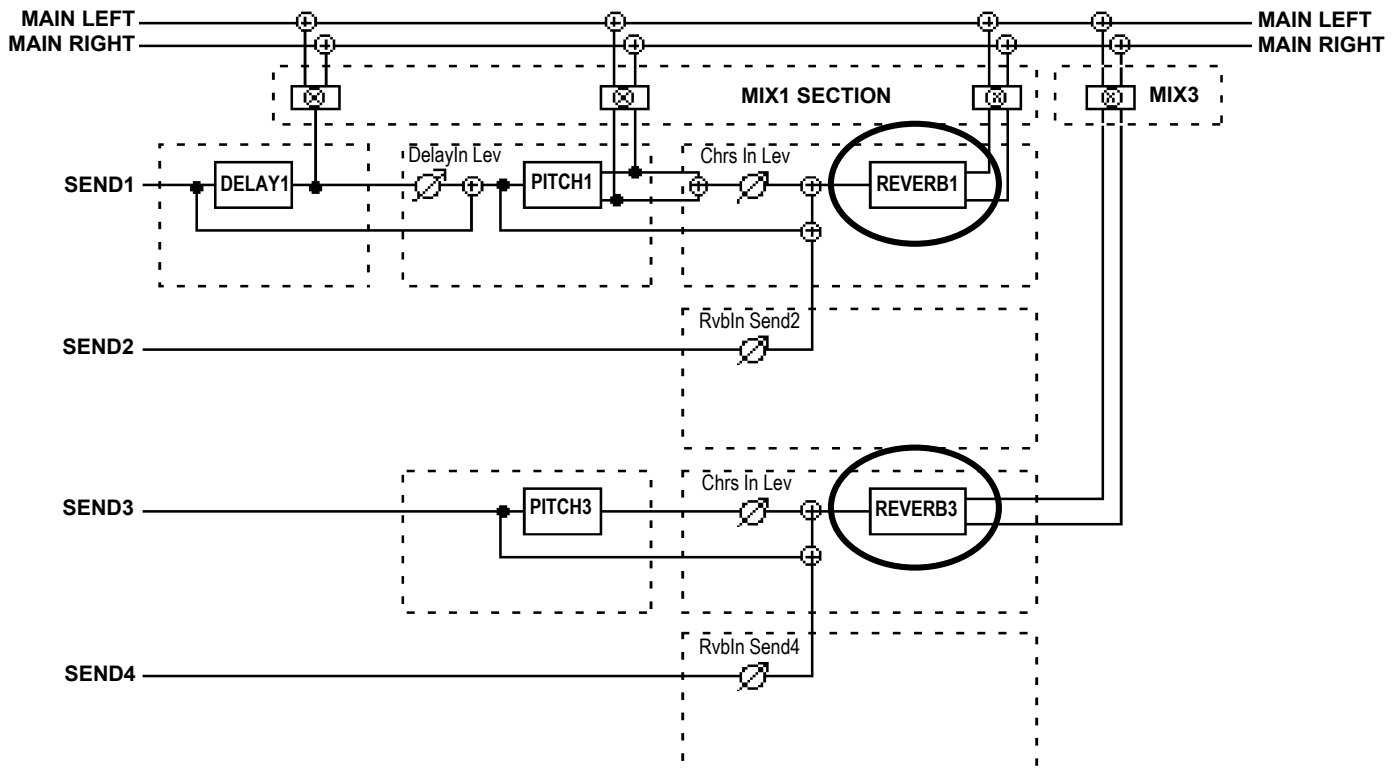 MAIN LEFT
MAIN LEFT
MAIN RIGHT
MAIN RIGHT
MIX1 SECTION
MIX3
DelayIn Lev
Chrs In Lev
SEND1
DELAY1
PITCH1
REVERB1
RvbIn Send2
SEND2
Chrs In Lev
SEND3
PITCH3
REVERB3
RvbIn Send4
SEND4